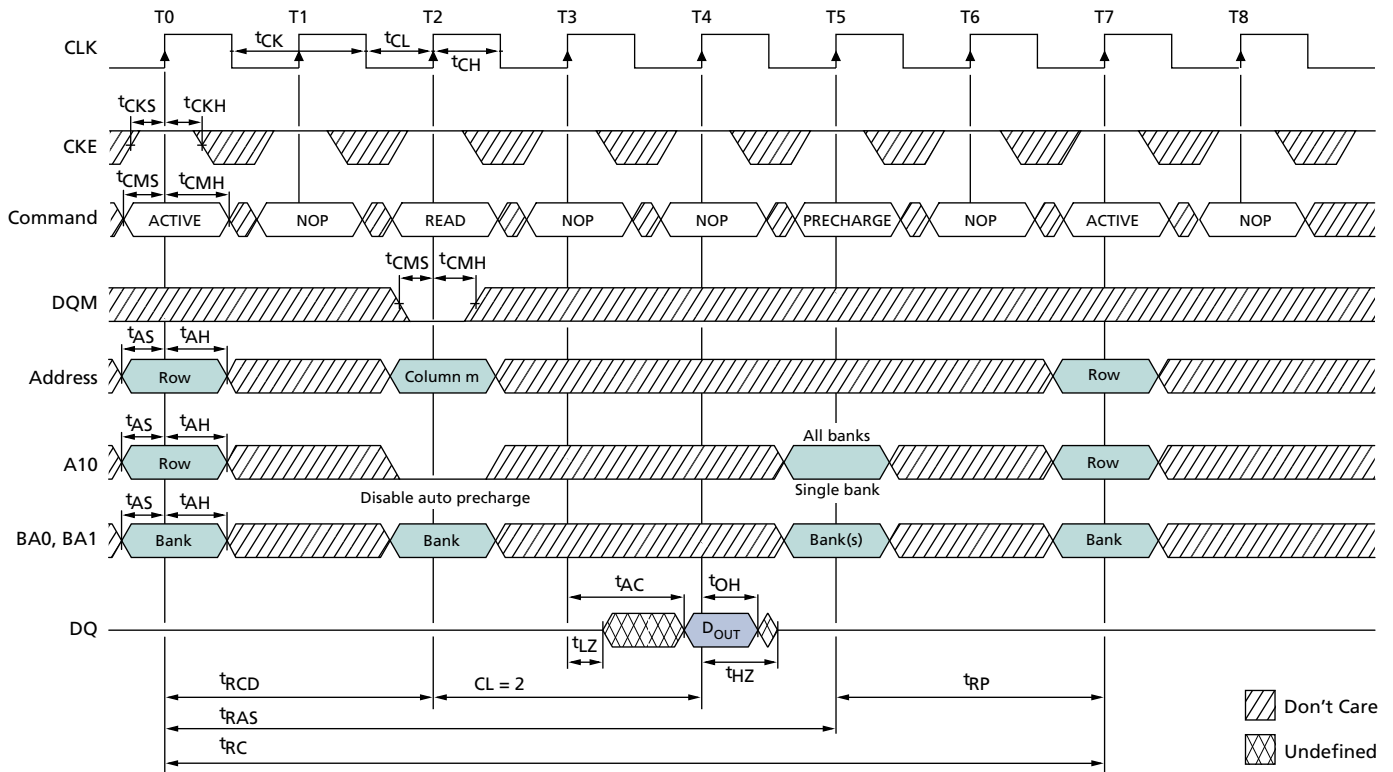 T0 T1 T2 T3 T4 T5 T6 T7 T8
CLK
tCK tCL
tCH
tCKS tCKH
CKE
tCMS tCMH
Command ACTIVE NOP READ NOP NOP PRECHARGE NOP ACTIVE NOP
tCMS tCMH
DQM
tAS tAH
Address Row Column m Row
tAS tAH All banks
A10 Row Row
Disable auto precharge Single bank
tAS tAH
BA0, BA1 Bank Bank Bank(s) Bank
tAC tOH
DQ DOUT
tLZ tHZ
tRCD CL = 2 tRP
tRAS
tRC
Don't Care
Undefined